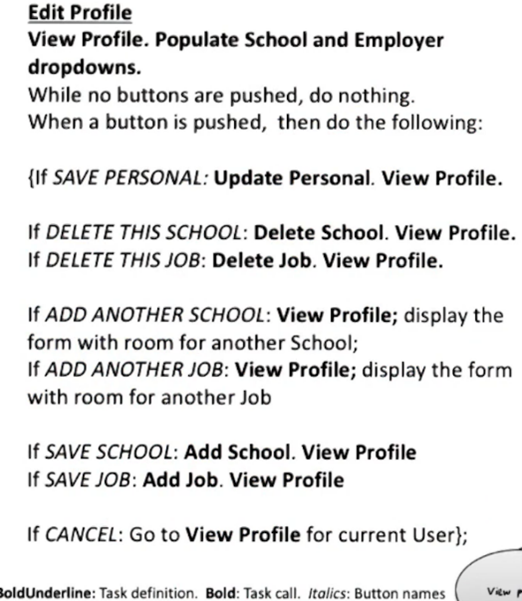 Edit Profile
View Profile. Populate School and Employer
dropdowns.
While no buttons are pushed, do nothing.
When a button is pushed, then do the following:
{If SAVE PERSONAL: Update Personal. View Profile.
If DELETE THIS SCHOOL: Delete School. View Profile.
If DELETE THIS JOB: Delete Job. View Profile.
If ADD ANOTHER SCHOOL: View Profile; display the
form with room for another School;
If ADD ANOTHER JOB: View Profile; display the form
with room for another Job
If SAVE SCHOOL: Add School. View Profile
If SAVE JOB: Add Job. View Profile
If CANCEL: Go to View Profile for current User};
BoldUnderline: Task definition. Bold: Task call. Italics: Button names
View